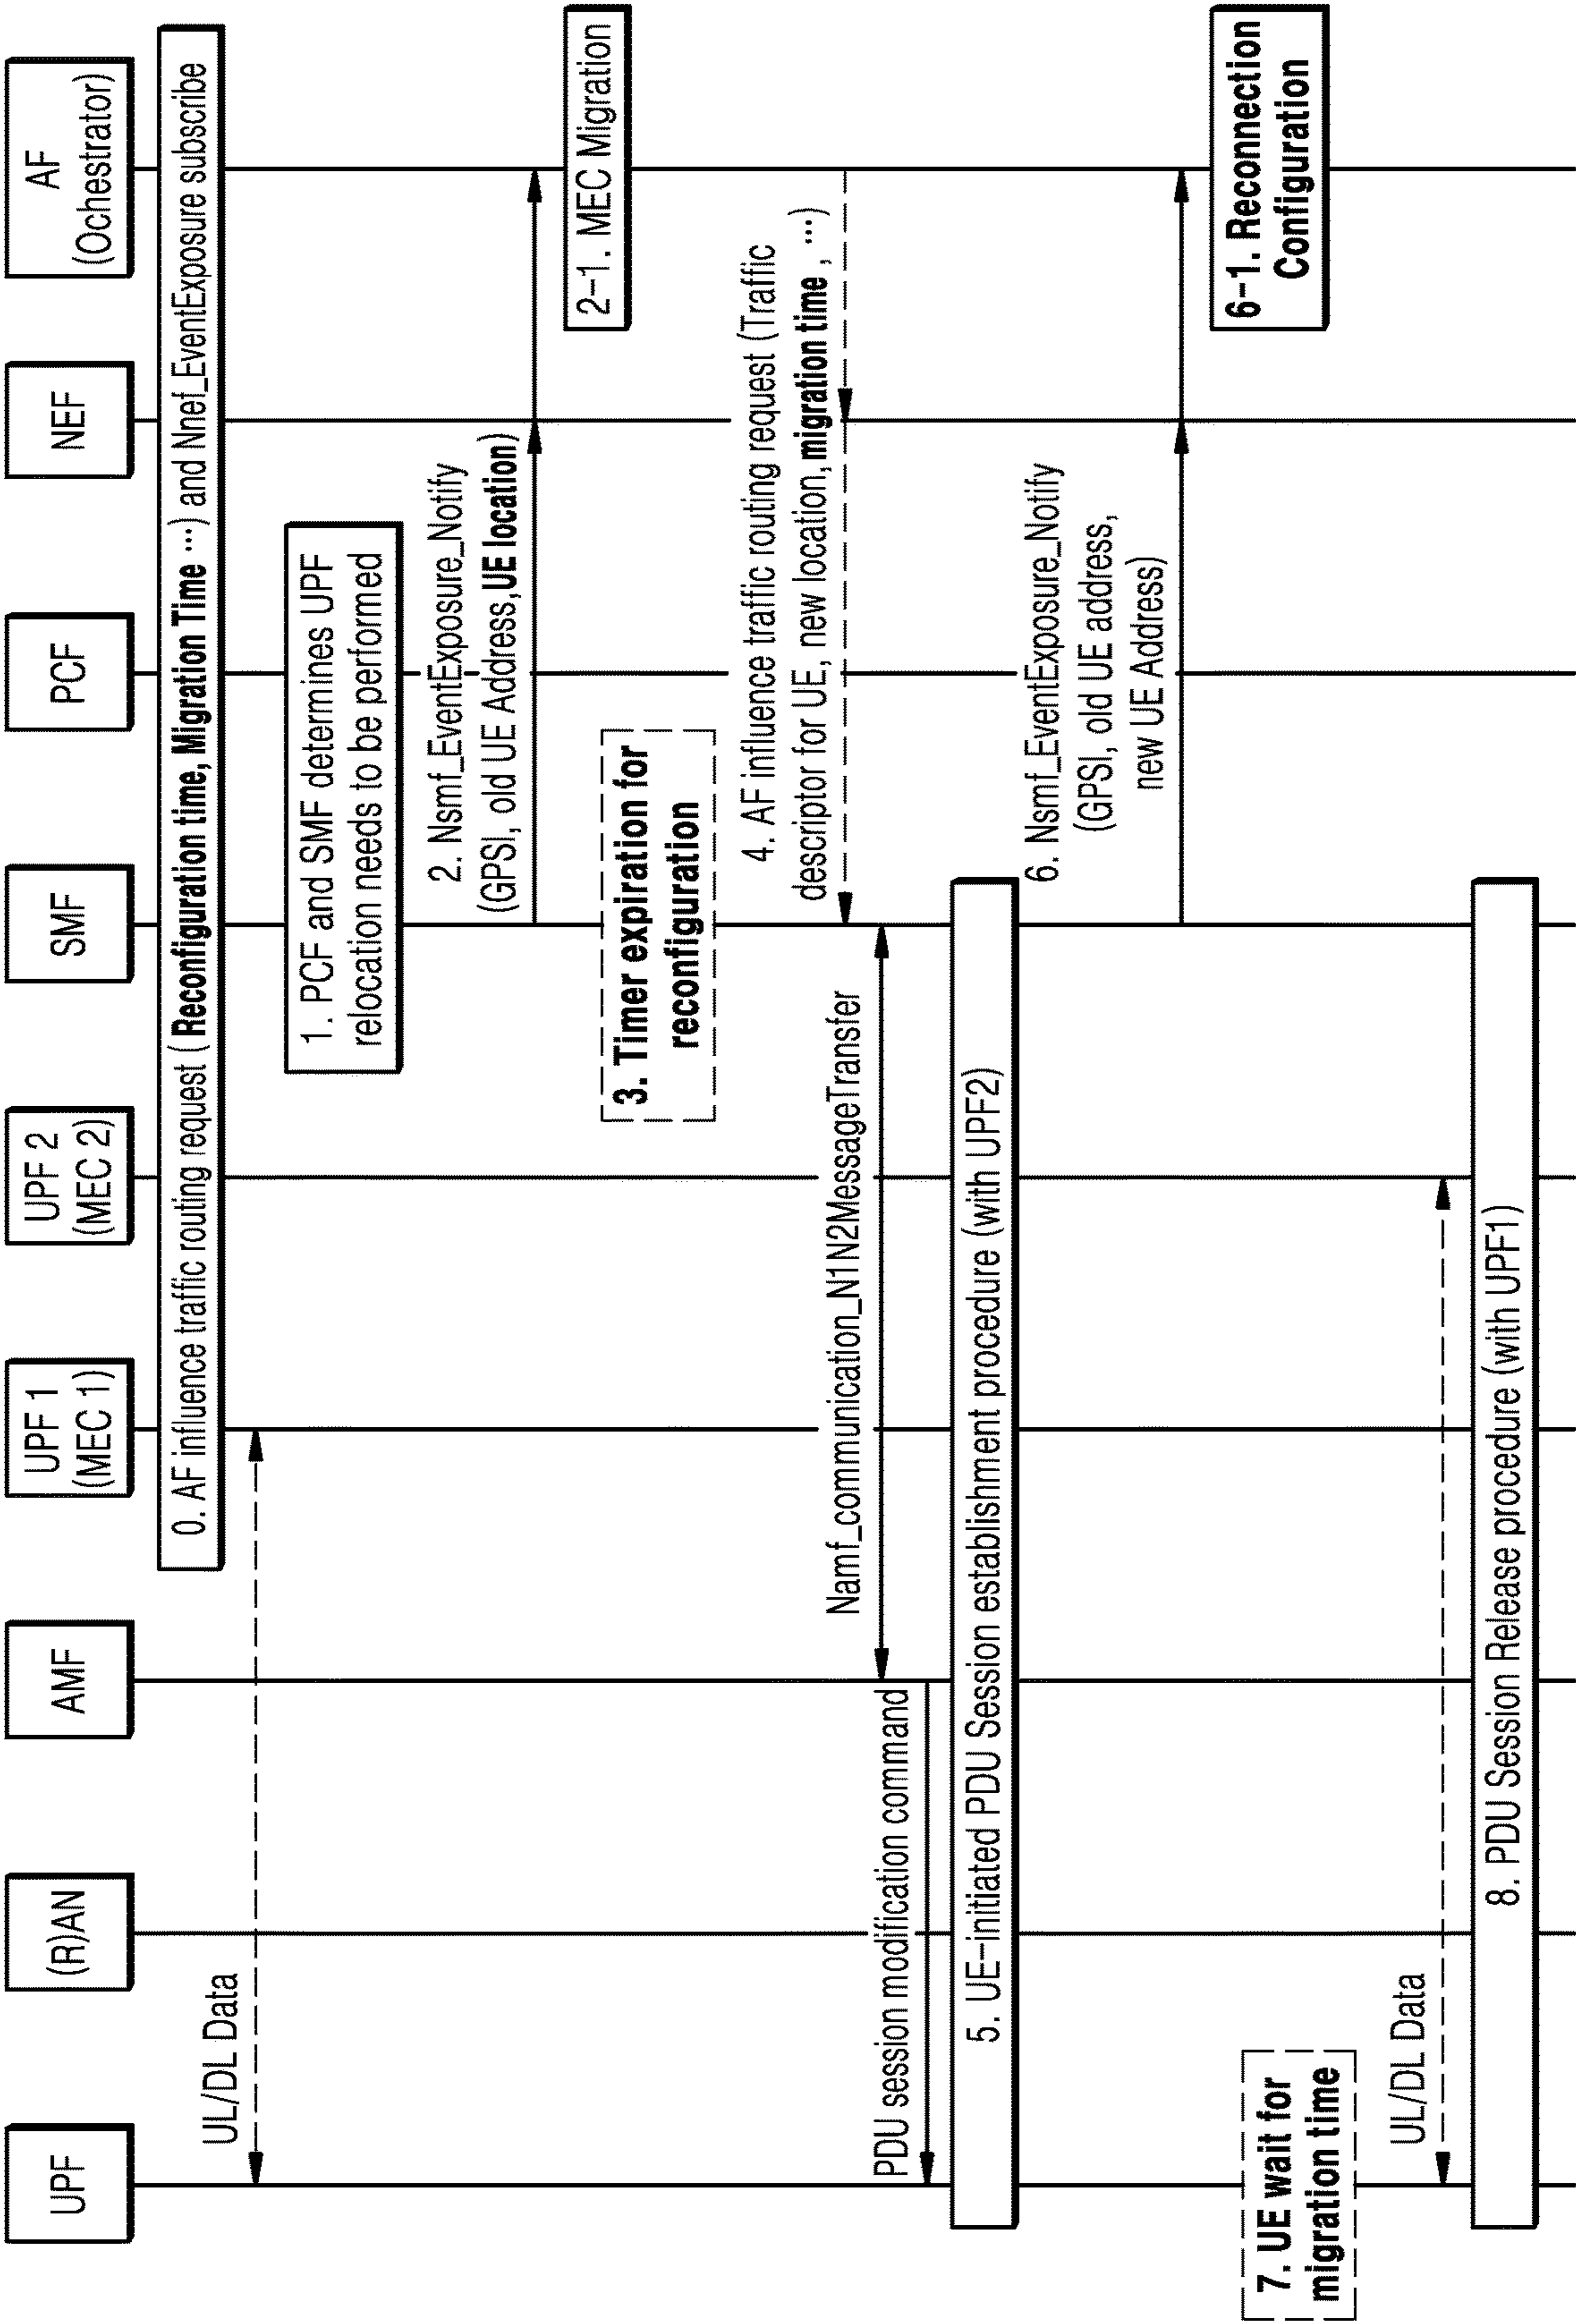 UPF
(R)AN
AMF
UPF 1
(MEC 1)
UPF 2
(MEC 2)
SMF
PCF
NEF
AF
(Ochestrator)
0. AF influence traffic routing request ( Reconfiguration time, Migration Time ···) and Nnef_EventExposure subscribe
UL/DL Data
1. PCF and SMF determines UPF
relocation needs to be performed
2. Nsmf_EventExposure_Notify
(GPSI, old UE Address,UE location)
2-1. MEC Migration
3. Timer expiration for
reconfiguration
4. AF influence traffic routing request (Traffic
descriptor for UE, new location, migration time , ···)
Namf_communication_N1N2MessageTransfer
PDU session modification command
5. UE-initiated PDU Session establishment procedure (with UPF2)
6. Nsmf_EventExposure_Notify
(GPSI, old UE address,
new UE Address)
6-1. Reconnection
Configuration
7. UE wait for
migration time
UL/DL Data
8. PDU Session Release procedure (with UPF1)